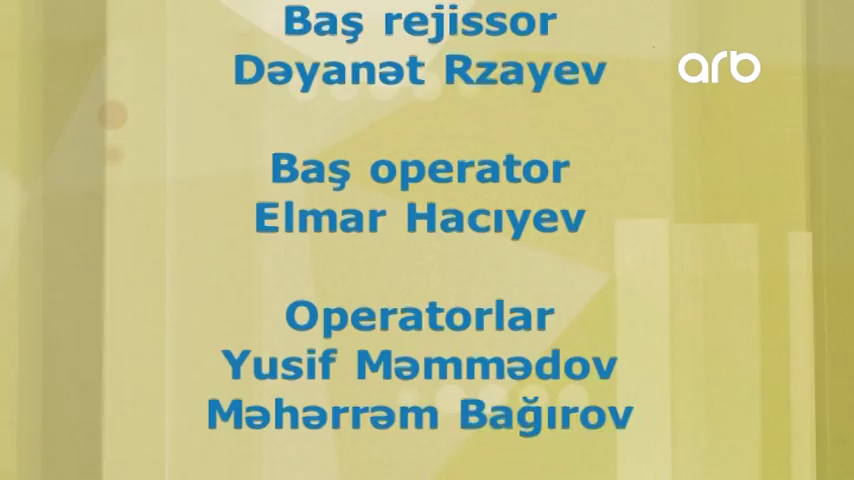 Baş rejissor
Dəyanət Rzayev
arb
Baş operator
Elmar Hacıyev
Operatorlar
Yusif Məmmədov
Məhərrəm Bağırov